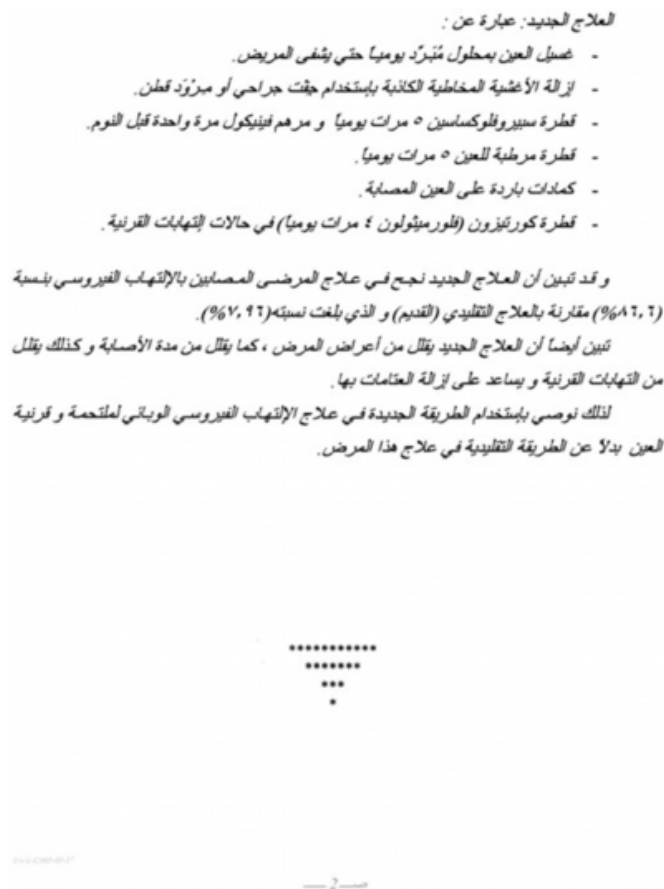 العلاج الجديد: عبارة عن :
- غسيل العين بمحلول مُبَرِّد يومياً حتي يشفى المريض.
- إزالة الأغشية المخاطية الكاذبة بإستخدام جفت جراحي أو مِرْوَد قطن.
- قطرة سبيروفلوكساسين ٥ مرات يومياً و مرهم فينيكول مرة واحدة قبل النوم.
- قطرة مرطبة للعين ٥ مرات يومياً.
- كمادات باردة على العين المصابة.
- قطرة كورتيزون (فلورميثولون ٤ مرات يومياً) في حالات إلتهابات القرنية.
و قد تبين أن العلاج الجديد نجح في علاج المرضى المصابين بالإلتهاب الفيروسي بنسبة
(٨٦,٦%) مقارنة بالعلاج التقليدي (القديم) و الذي بلغت نسبته(٧,٩٦%).
تبين أيضاً أن العلاج الجديد يقلل من أعراض المرض ، كما يقلل من مدة الأصابة و كذلك يقلل
من التهابات القرنية و يساعد على إزالة العتامات بها.
لذلك نوصي بإستخدام الطريقة الجديدة في علاج الإلتهاب الفيروسي الوبائي لملتحمة و قرنية
العين بدلاً عن الطريقة التقليدية في علاج هذا المرض.
***********
*******
***
*
صـ2ـــ